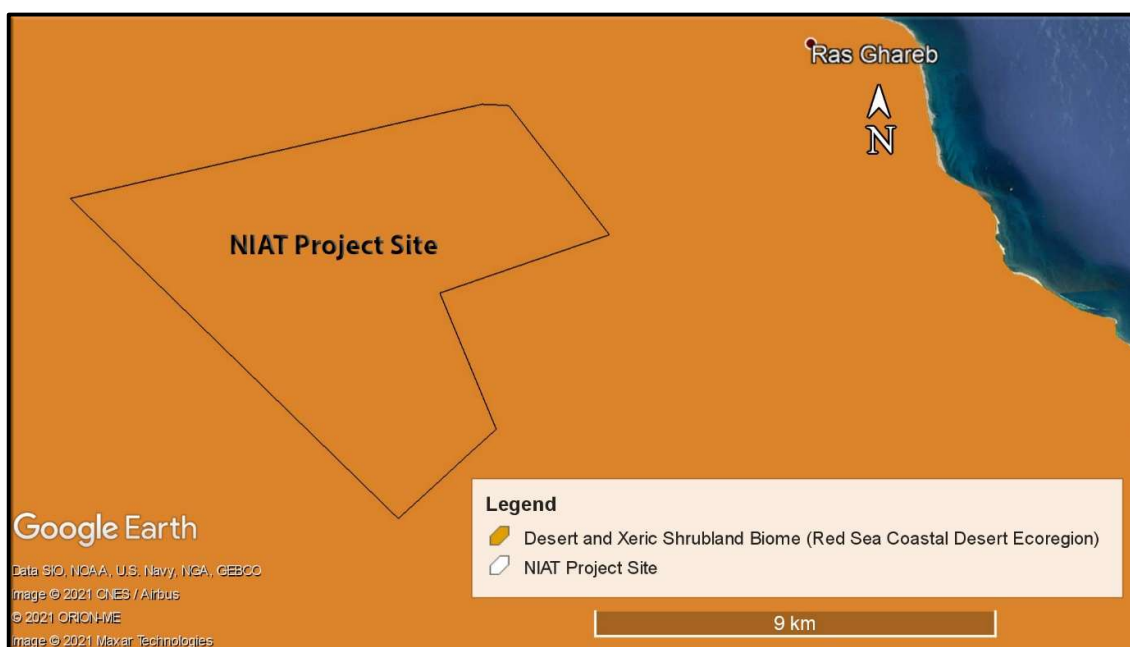 Ras Ghareb
N
NIAT Project Site
Legend
Desert and Xeric Shrubland Biome (Red Sea Coastal Desert Ecoregion)
NIAT Project Site
9 km
Google Earth
Data SIO, NOAA, U.S. Navy, NGA, GEBCO
Image © 2021 CNES / Airbus
© 2021 ORION-ME
Image © 2021 Maxar Technologies